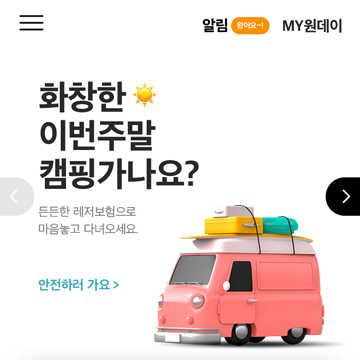 알림 왔어요~! MY원데이
화창한
이번주말
캠핑가나요?
든든한 레저보험으로
마음놓고 다녀오세요.
안전하러 가요 >